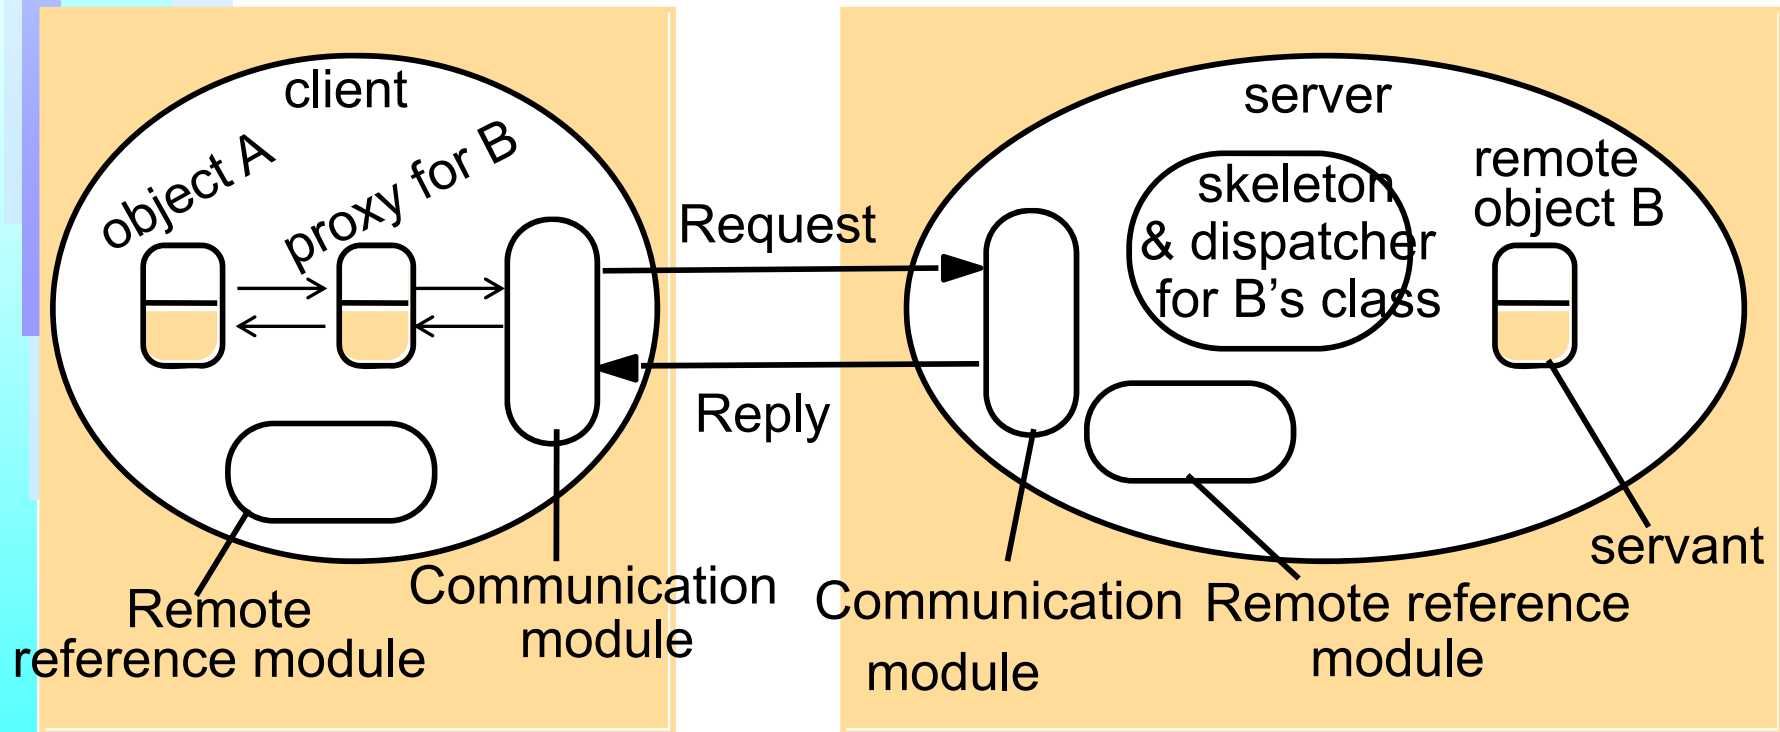 client
object A
proxy for B
Request
Reply
Remote
reference module
Communication
module
server
skeleton
& dispatcher
for B's class
remote
object B
servant
Communication
module
Remote reference
module